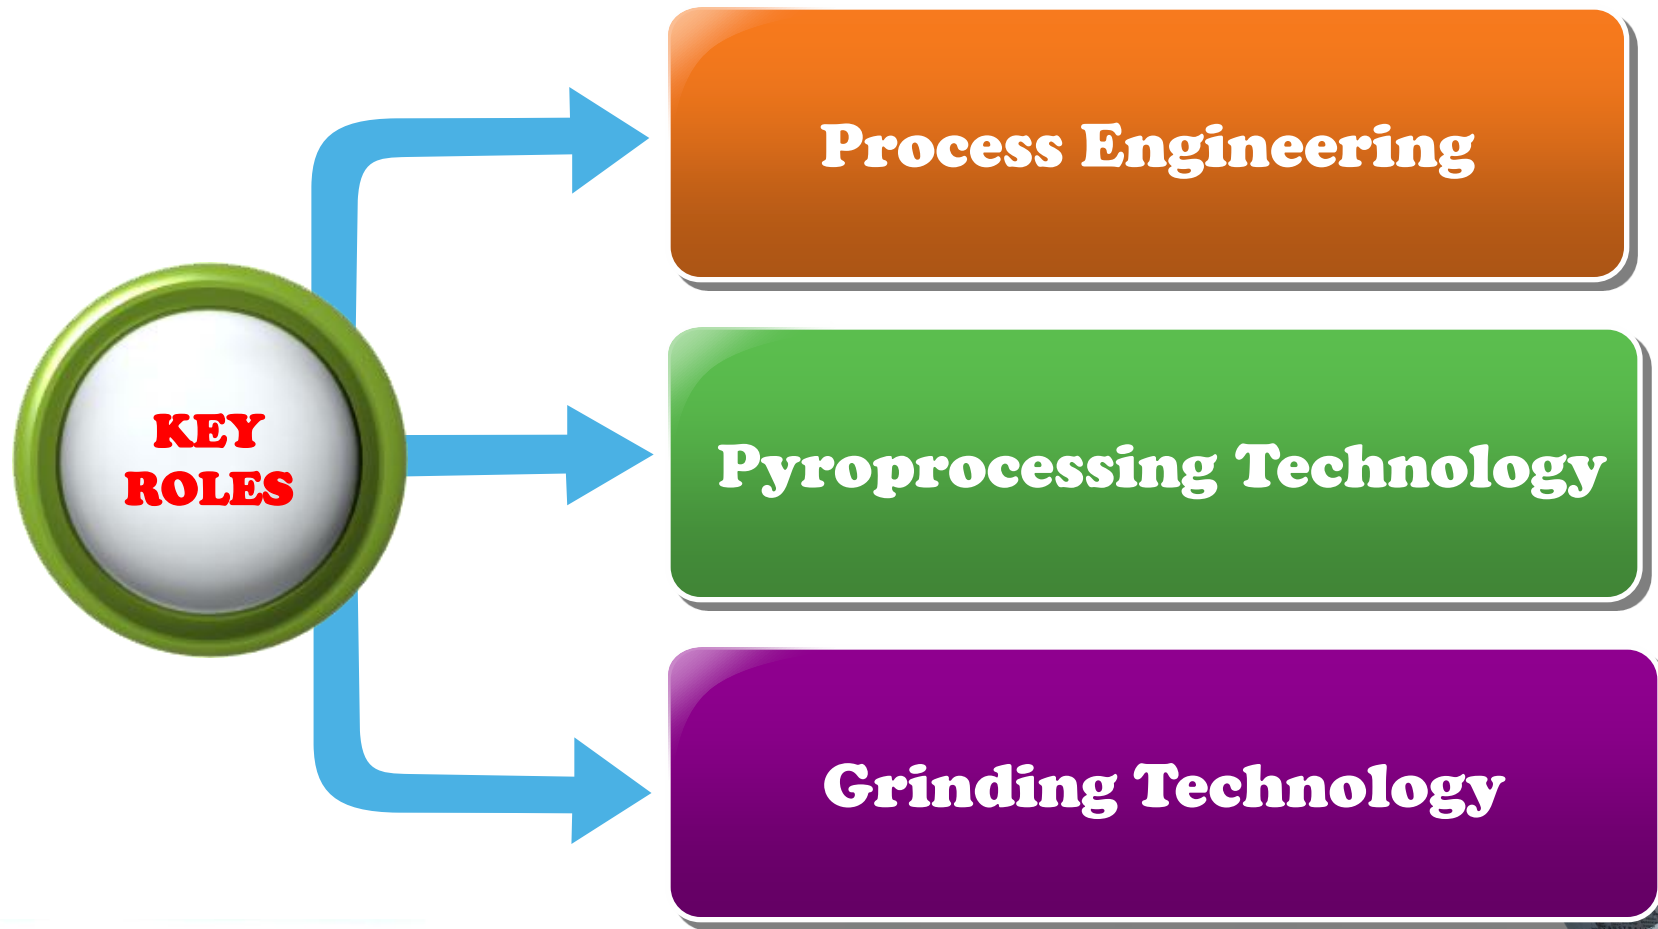 KEY
ROLES
Process Engineering
Pyroprocessing Technology
Grinding Technology